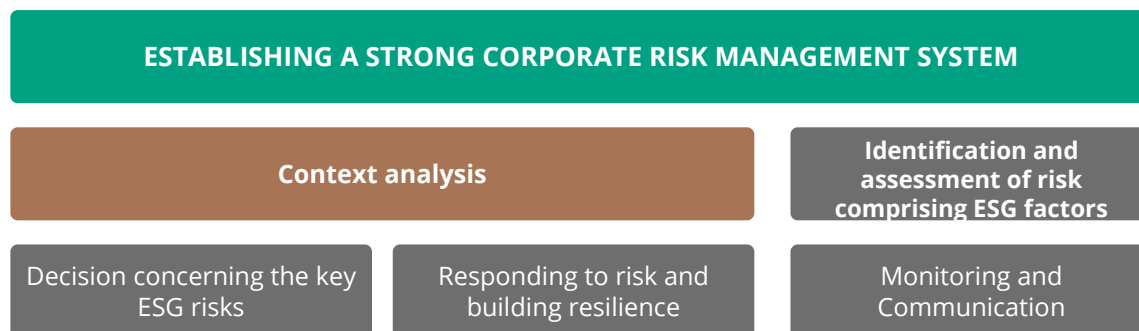 ESTABLISHING A STRONG CORPORATE RISK MANAGEMENT SYSTEM
Context analysis
Identification and
assessment of risk
comprising ESG factors
Decision concerning the key
ESG risks
Responding to risk and
building resilience
Monitoring and
Communication